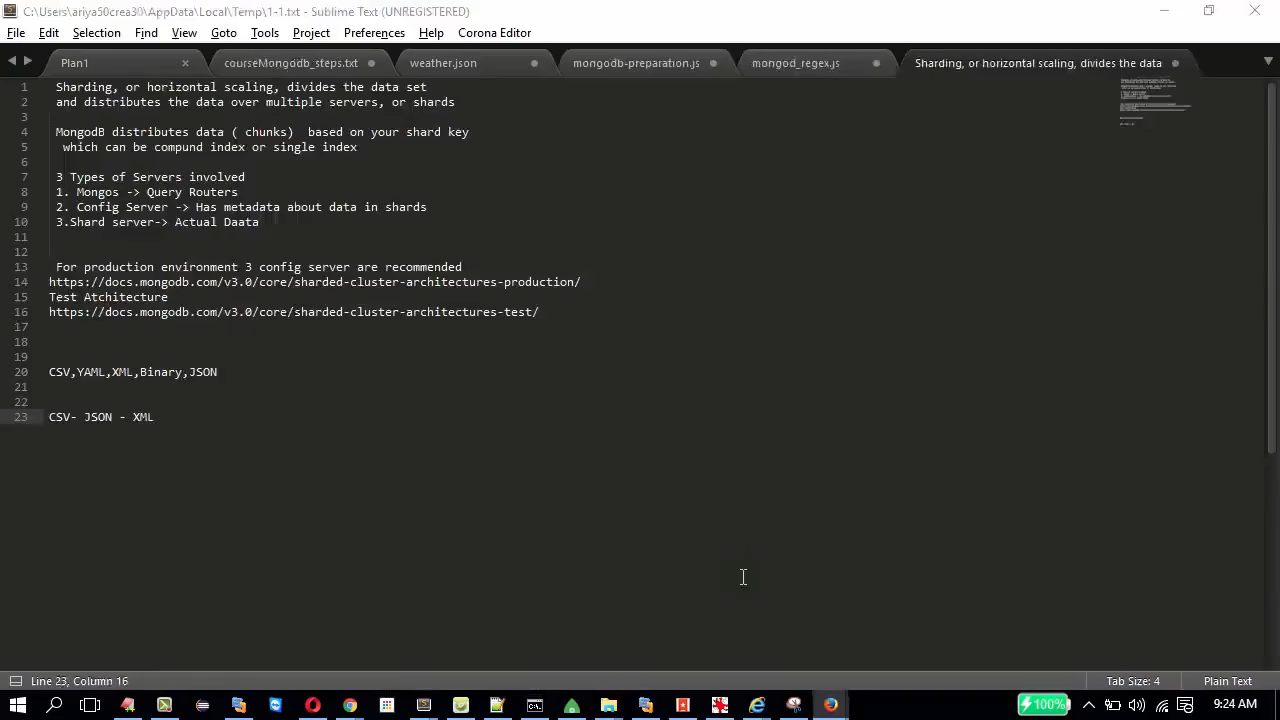 C:\Users\ariya50crea30\AppData\Local\Temp\1-1.txt - Sublime Text (UNREGISTERED)
File Edit Selection Find View Goto Tools Project Preferences Help Corona Editor
Plan1 courseMongodb_steps.txt weather.json mongodb-preparation.js mongod_regex.js Sharding, or horizontal scaling, divides the data
1 Sharding, or horizontal scaling, divides the data set
2 and distributes the data over multiple servers, or shar
3
4 MongodB distributes data ( chunks)  based on your shard key
5 which can be compund index or single index
6
7 3 Types of Servers involved
8 1. Mongos -> Query Routers
9 2. Config Server -> Has metadata about data in shards
10 3.Shard server-> Actual Daata
11
12
13 For production environment 3 config server are recommended
14 https://docs.mongodb.com/v3.0/core/sharded-cluster-architectures-production/
15 Test Atchitecture
16 https://docs.mongodb.com/v3.0/core/sharded-cluster-architectures-test/
17
18
19
20 CSV,YAML,XML,Binary,JSON
21
22
23 CSV- JSON - XML
Line 23, Column 16 Tab Size: 4 Plain Text
100% 9:24 AM